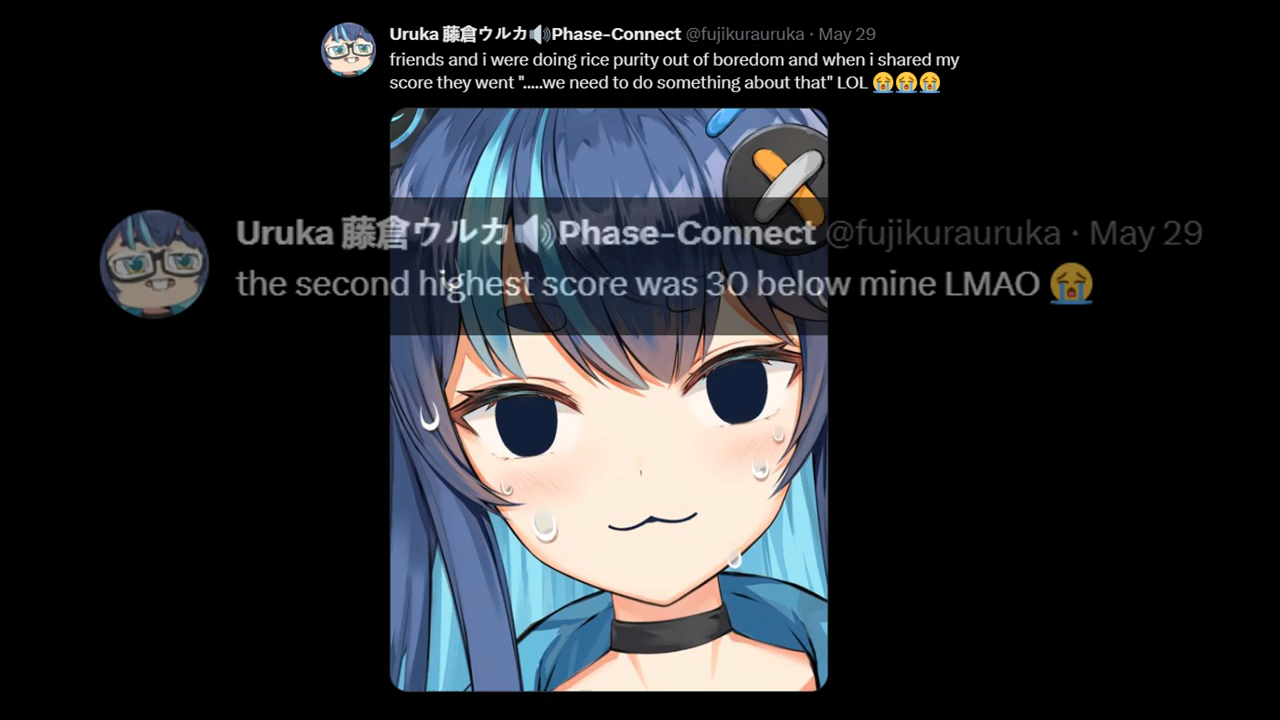 Uruka 藤倉ウルカ🔊Phase-Connect @fujikurauruka · May 29
friends and i were doing rice purity out of boredom and when i shared my
score they went ".....we need to do something about that" LOL 😭😭😭
Uruka 藤倉ウルカ🔊Phase-Connect @fujikurauruka · May 29
the second highest score was 30 below mine LMAO 😭